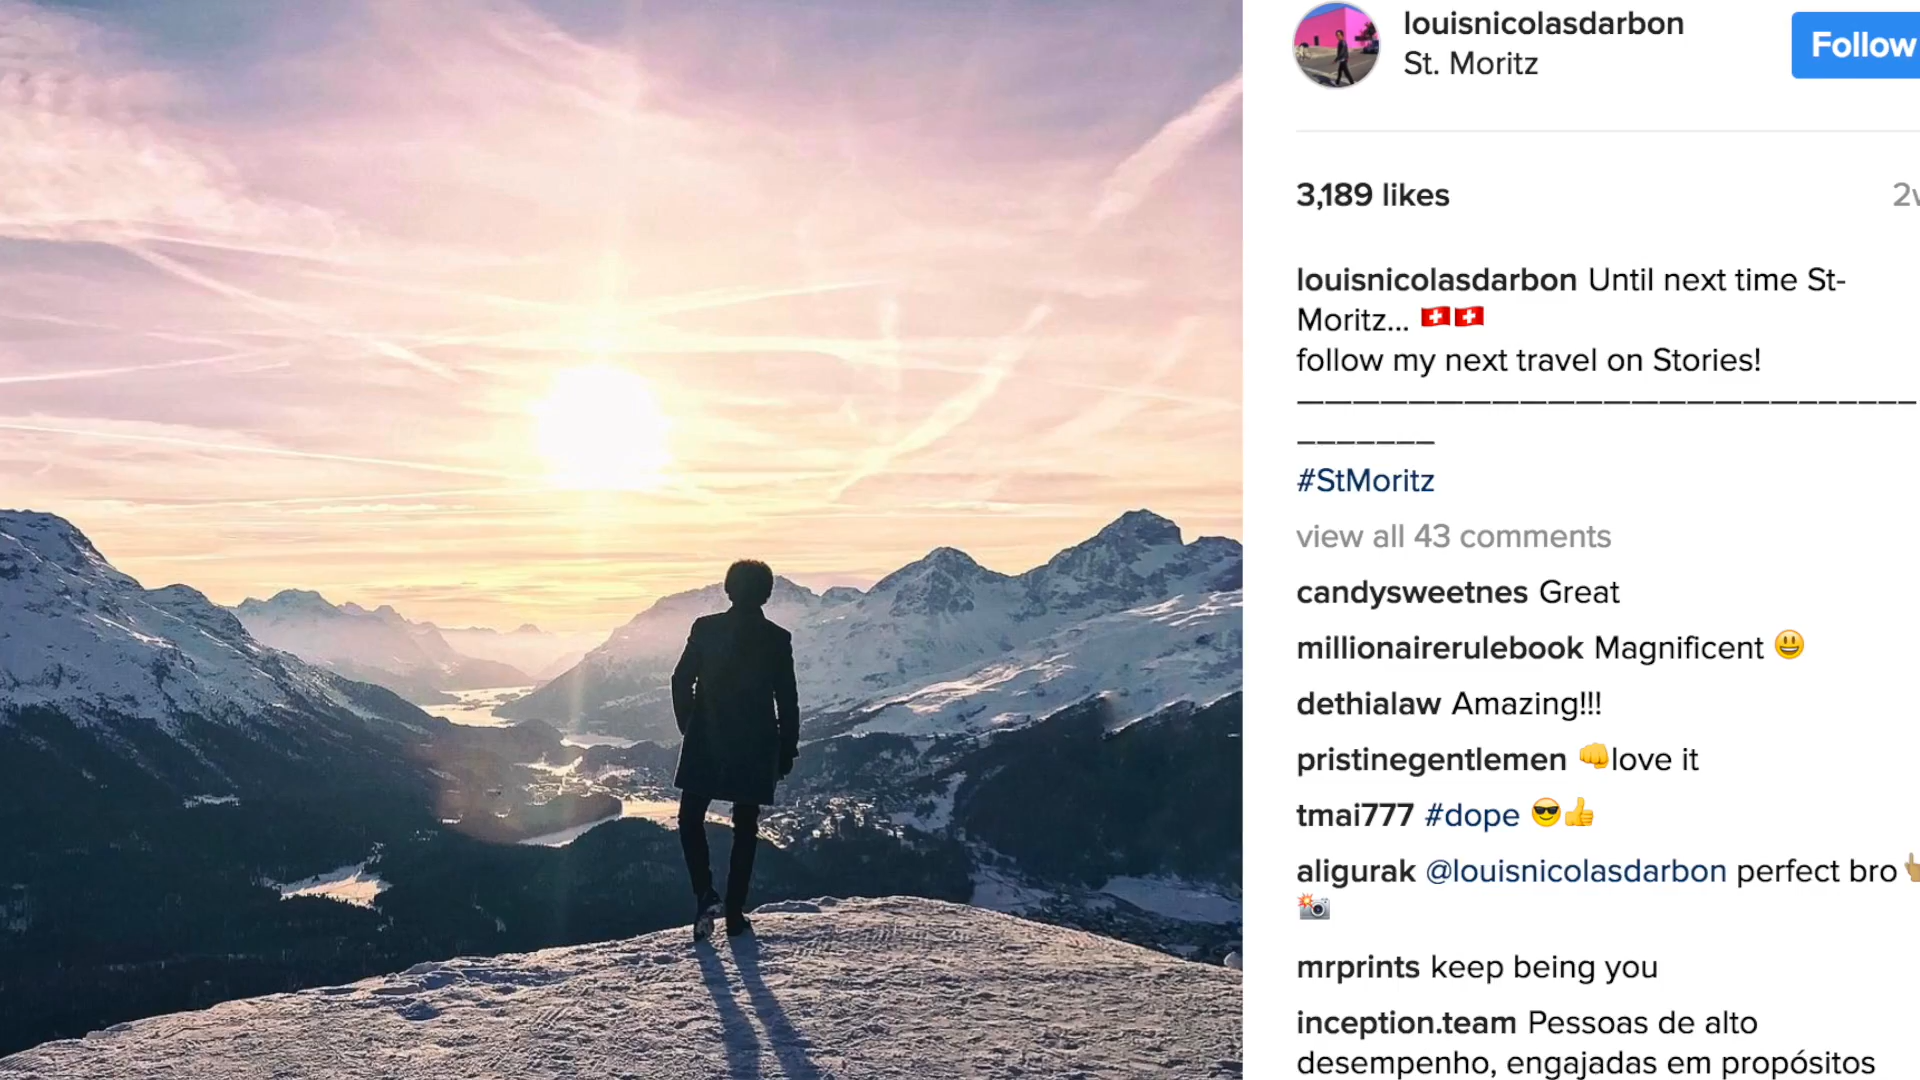 louisnicolasdarbon
St. Moritz
Follow
3,189 likes
louisnicolasdarbon Until next time St-
Moritz... 🇨🇭🇨🇭
follow my next travel on Stories!
————————————————————————
———————
#StMoritz
view all 43 comments
candysweetnes Great
millionairerulebook Magnificent 😃
dethialaw Amazing!!!
pristinegentlemen 👊love it
tmai777 #dope 😎👍
aligurak @louisnicolasdarbon perfect bro 👆🏽
📸
mrprints keep being you
inception.team Pessoas de alto
desempenho, engajadas em propósitos